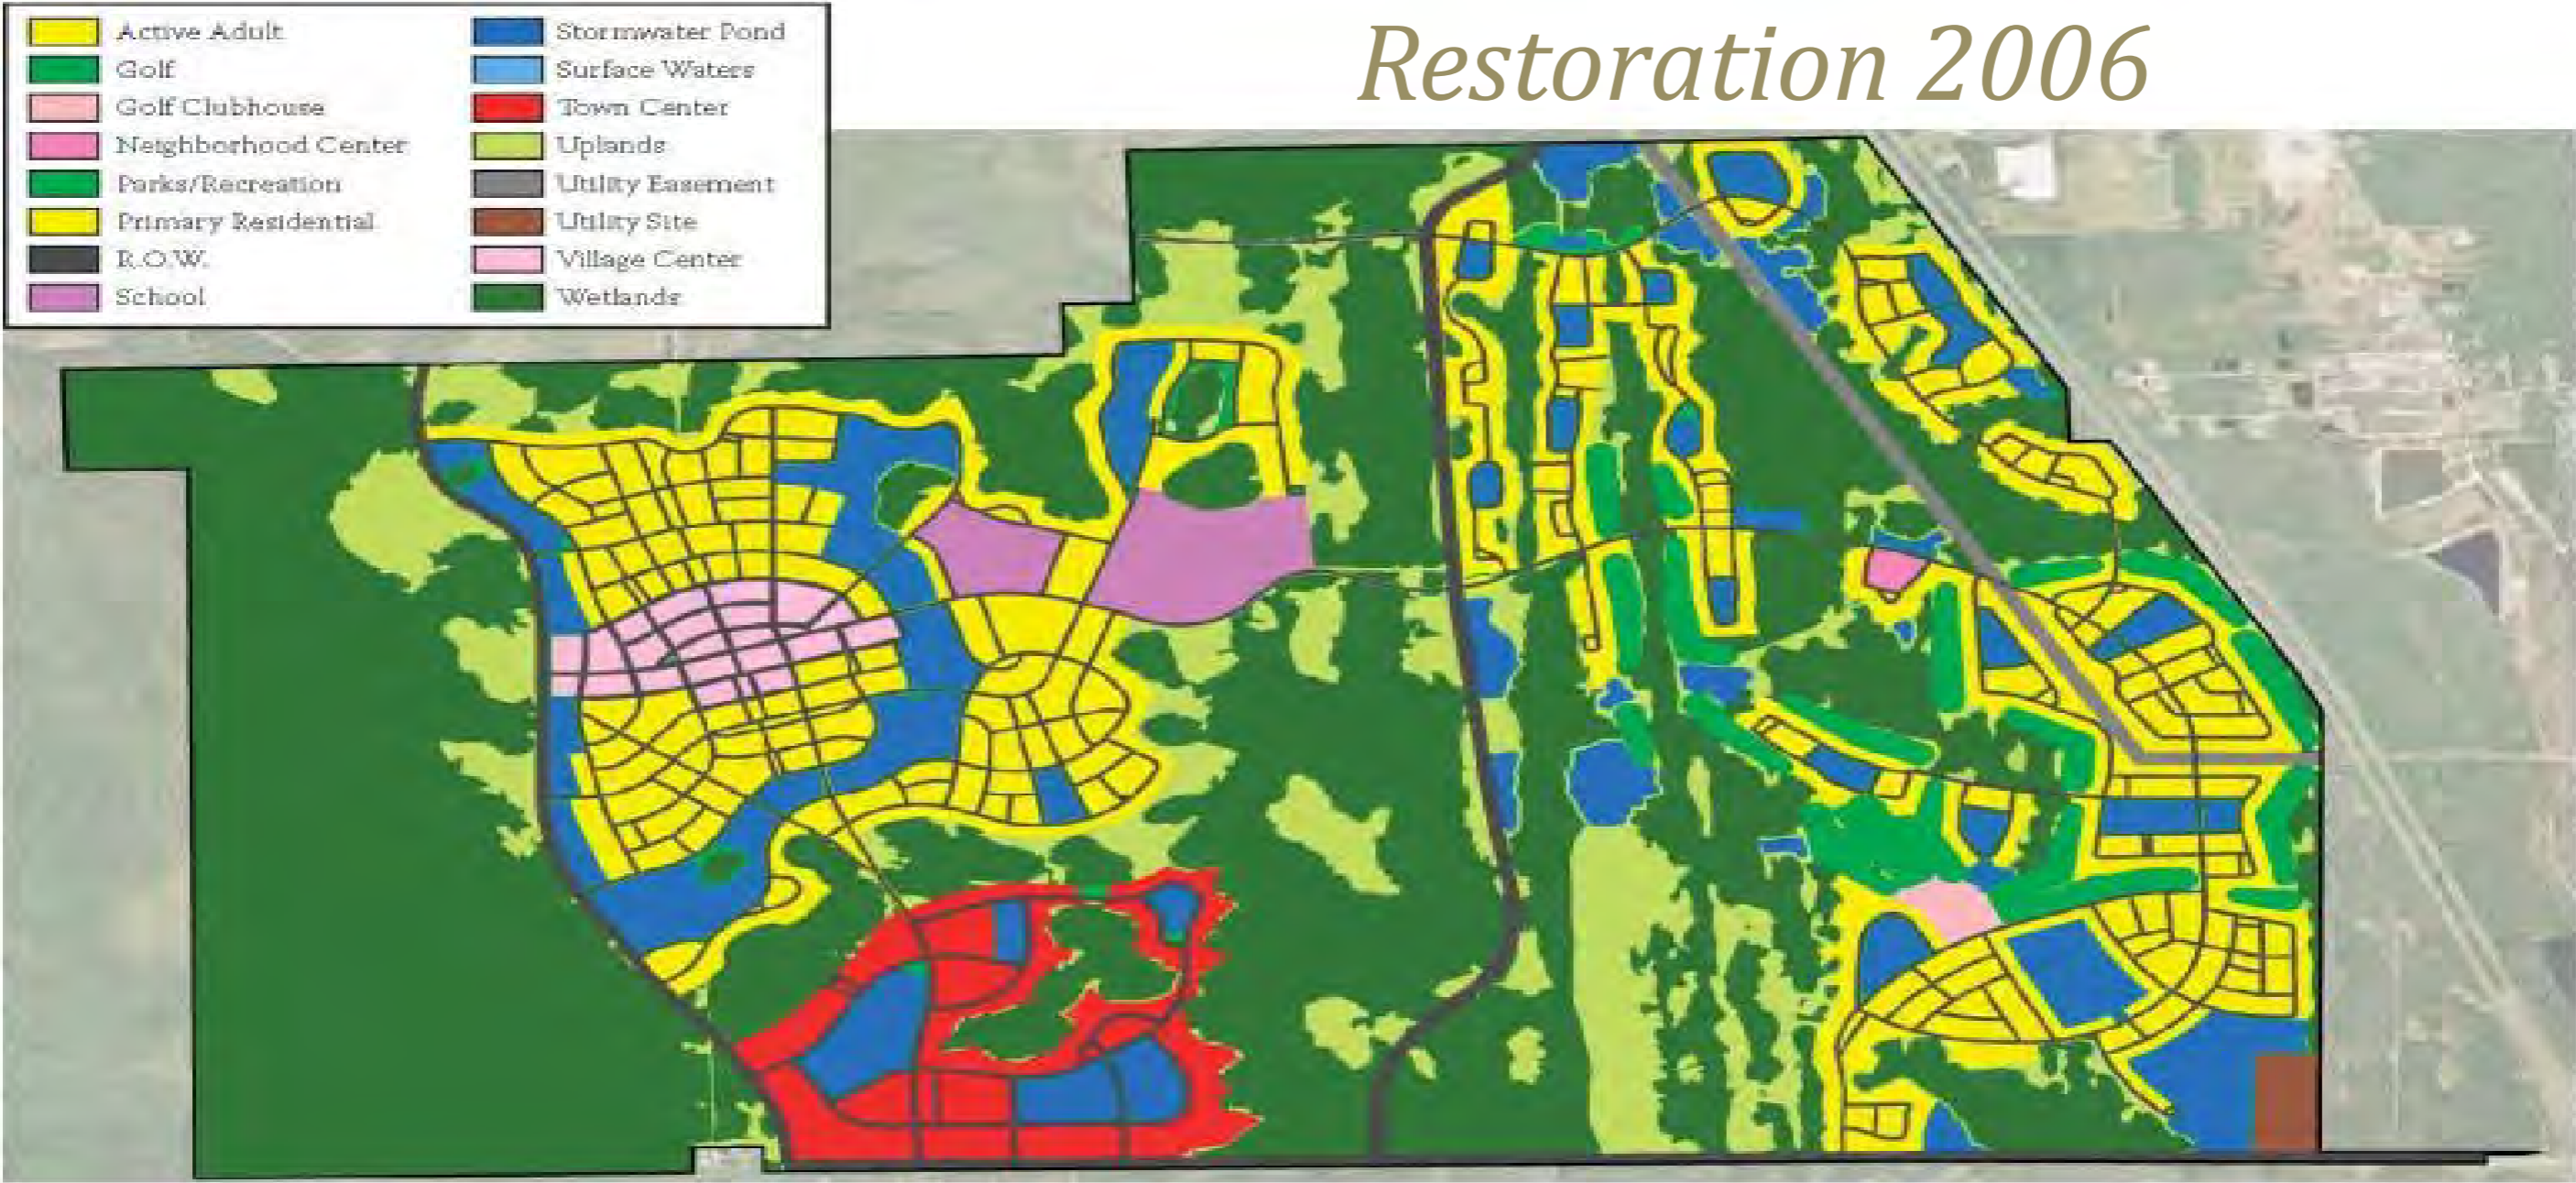 Restoration 2006
Active Adult
Golf
Golf Clubhouse
Neighborhood Center
Parks/Recreation
Primary Residential
R.O.W.
School
Stormwater Pond
Surface Waters
Town Center
Uplands
Utility Easement
Utility Site
Village Center
Wetlands